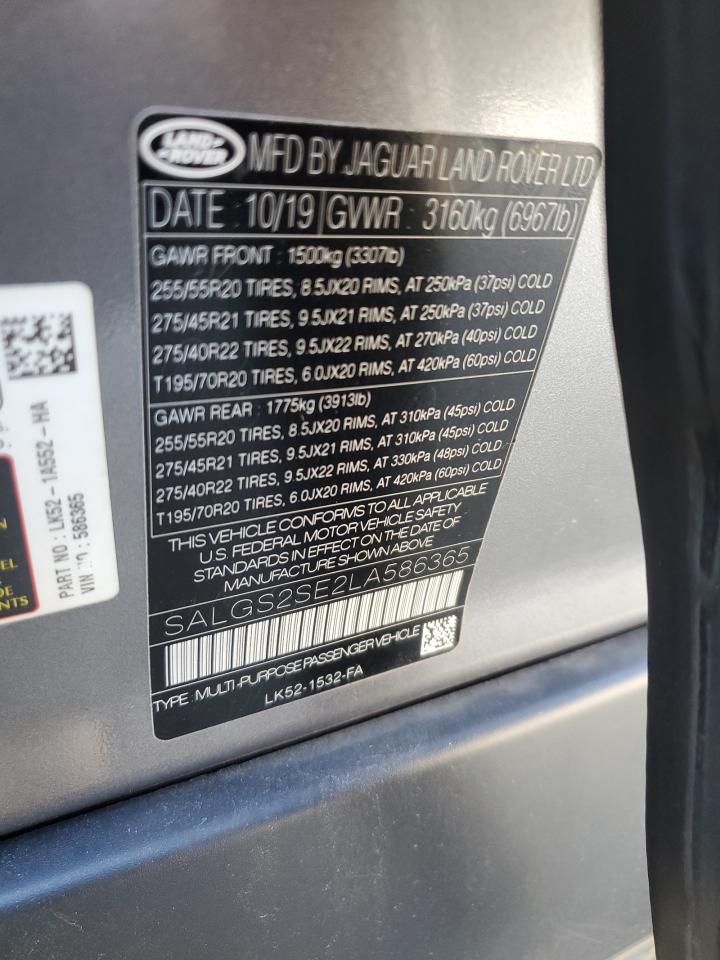 LAND ROVER
MFD BY JAGUAR LAND ROVER LTD
DATE : 10/19 GVWR : 3160kg (6967lb)
GAWR FRONT : 1500kg (3307lb)
255/55R20 TIRES, 8.5JX20 RIMS, AT 250kPa (37psi) COLD
275/45R21 TIRES, 9.5JX21 RIMS, AT 250kPa (37psi) COLD
275/40R22 TIRES, 9.5JX22 RIMS, AT 270kPa (40psi) COLD
T195/70R20 TIRES, 6.0JX20 RIMS, AT 420kPa (60psi) COLD
GAWR REAR : 1775kg (3913lb)
255/55R20 TIRES, 8.5JX20 RIMS, AT 310kPa (45psi) COLD
275/45R21 TIRES, 9.5JX21 RIMS, AT 310kPa (45psi) COLD
275/40R22 TIRES, 9.5JX22 RIMS, AT 330kPa (48psi) COLD
T195/70R20 TIRES, 6.0JX20 RIMS, AT 420kPa (60psi) COLD
THIS VEHICLE CONFORMS TO ALL APPLICABLE
U.S. FEDERAL MOTOR VEHICLE SAFETY
STANDARDS IN EFFECT ON THE DATE OF
MANUFACTURE SHOWN ABOVE
SALGS2SE2LA586365
TYPE : MULTI-PURPOSE PASSENGER VEHICLE
LK52-1532-FA
PART NO : LK52-1A552-HA
VIN NO : 586365